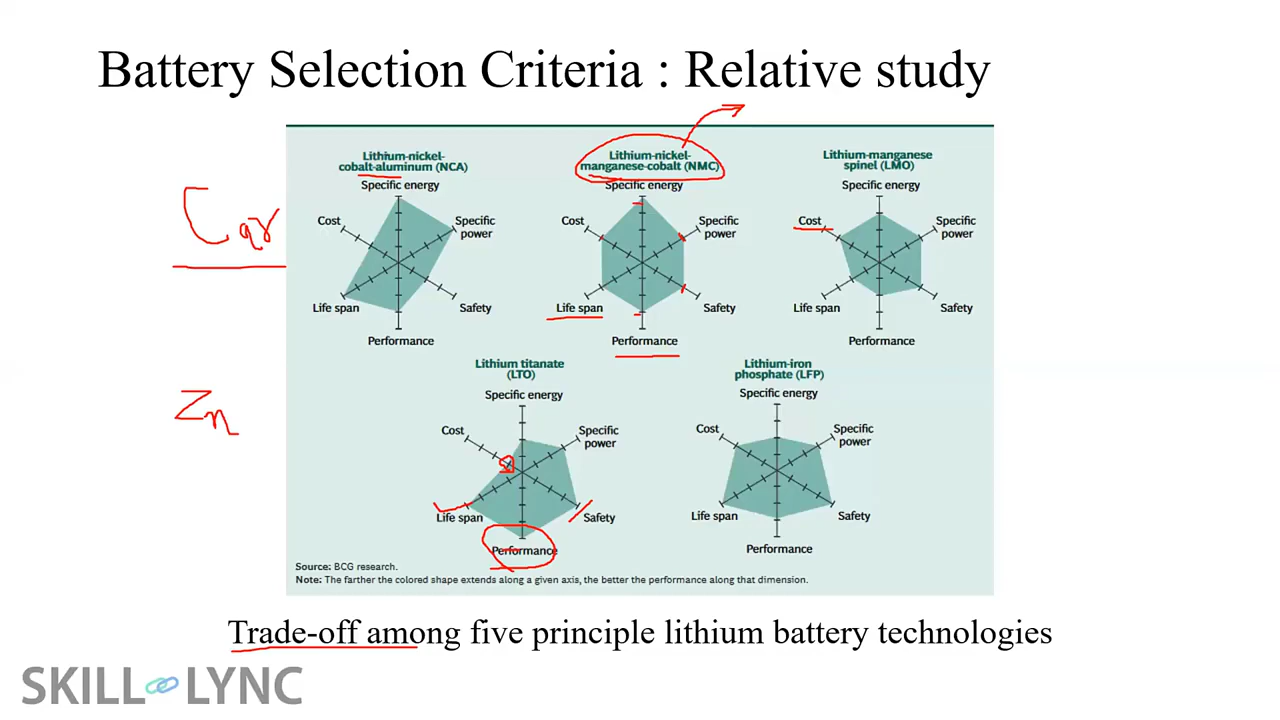 Battery Selection Criteria : Relative study
Lithium-nickel-
cobalt-aluminum (NCA)
Specific energy
Cost
Specific
power
Life span
Safety
Performance
Lithium-nickel-
manganese-cobalt (NMC)
Specific energy
Cost
Specific
power
Life span
Safety
Performance
Lithium-manganese
spinel (LMO)
Specific energy
Cost
Specific
power
Life span
Safety
Performance
Zn
Lithium titanate
(LTO)
Specific energy
Cost
Specific
power
Life span
Safety
Performance
Lithium-iron
phosphate (LFP)
Specific energy
Cost
Specific
power
Life span
Safety
Performance
Source: BCG research.
Note: The farther the colored shape extends along a given axis, the better the performance along that dimension.
Trade-off among five principle lithium battery technologies
SKILL LYNC